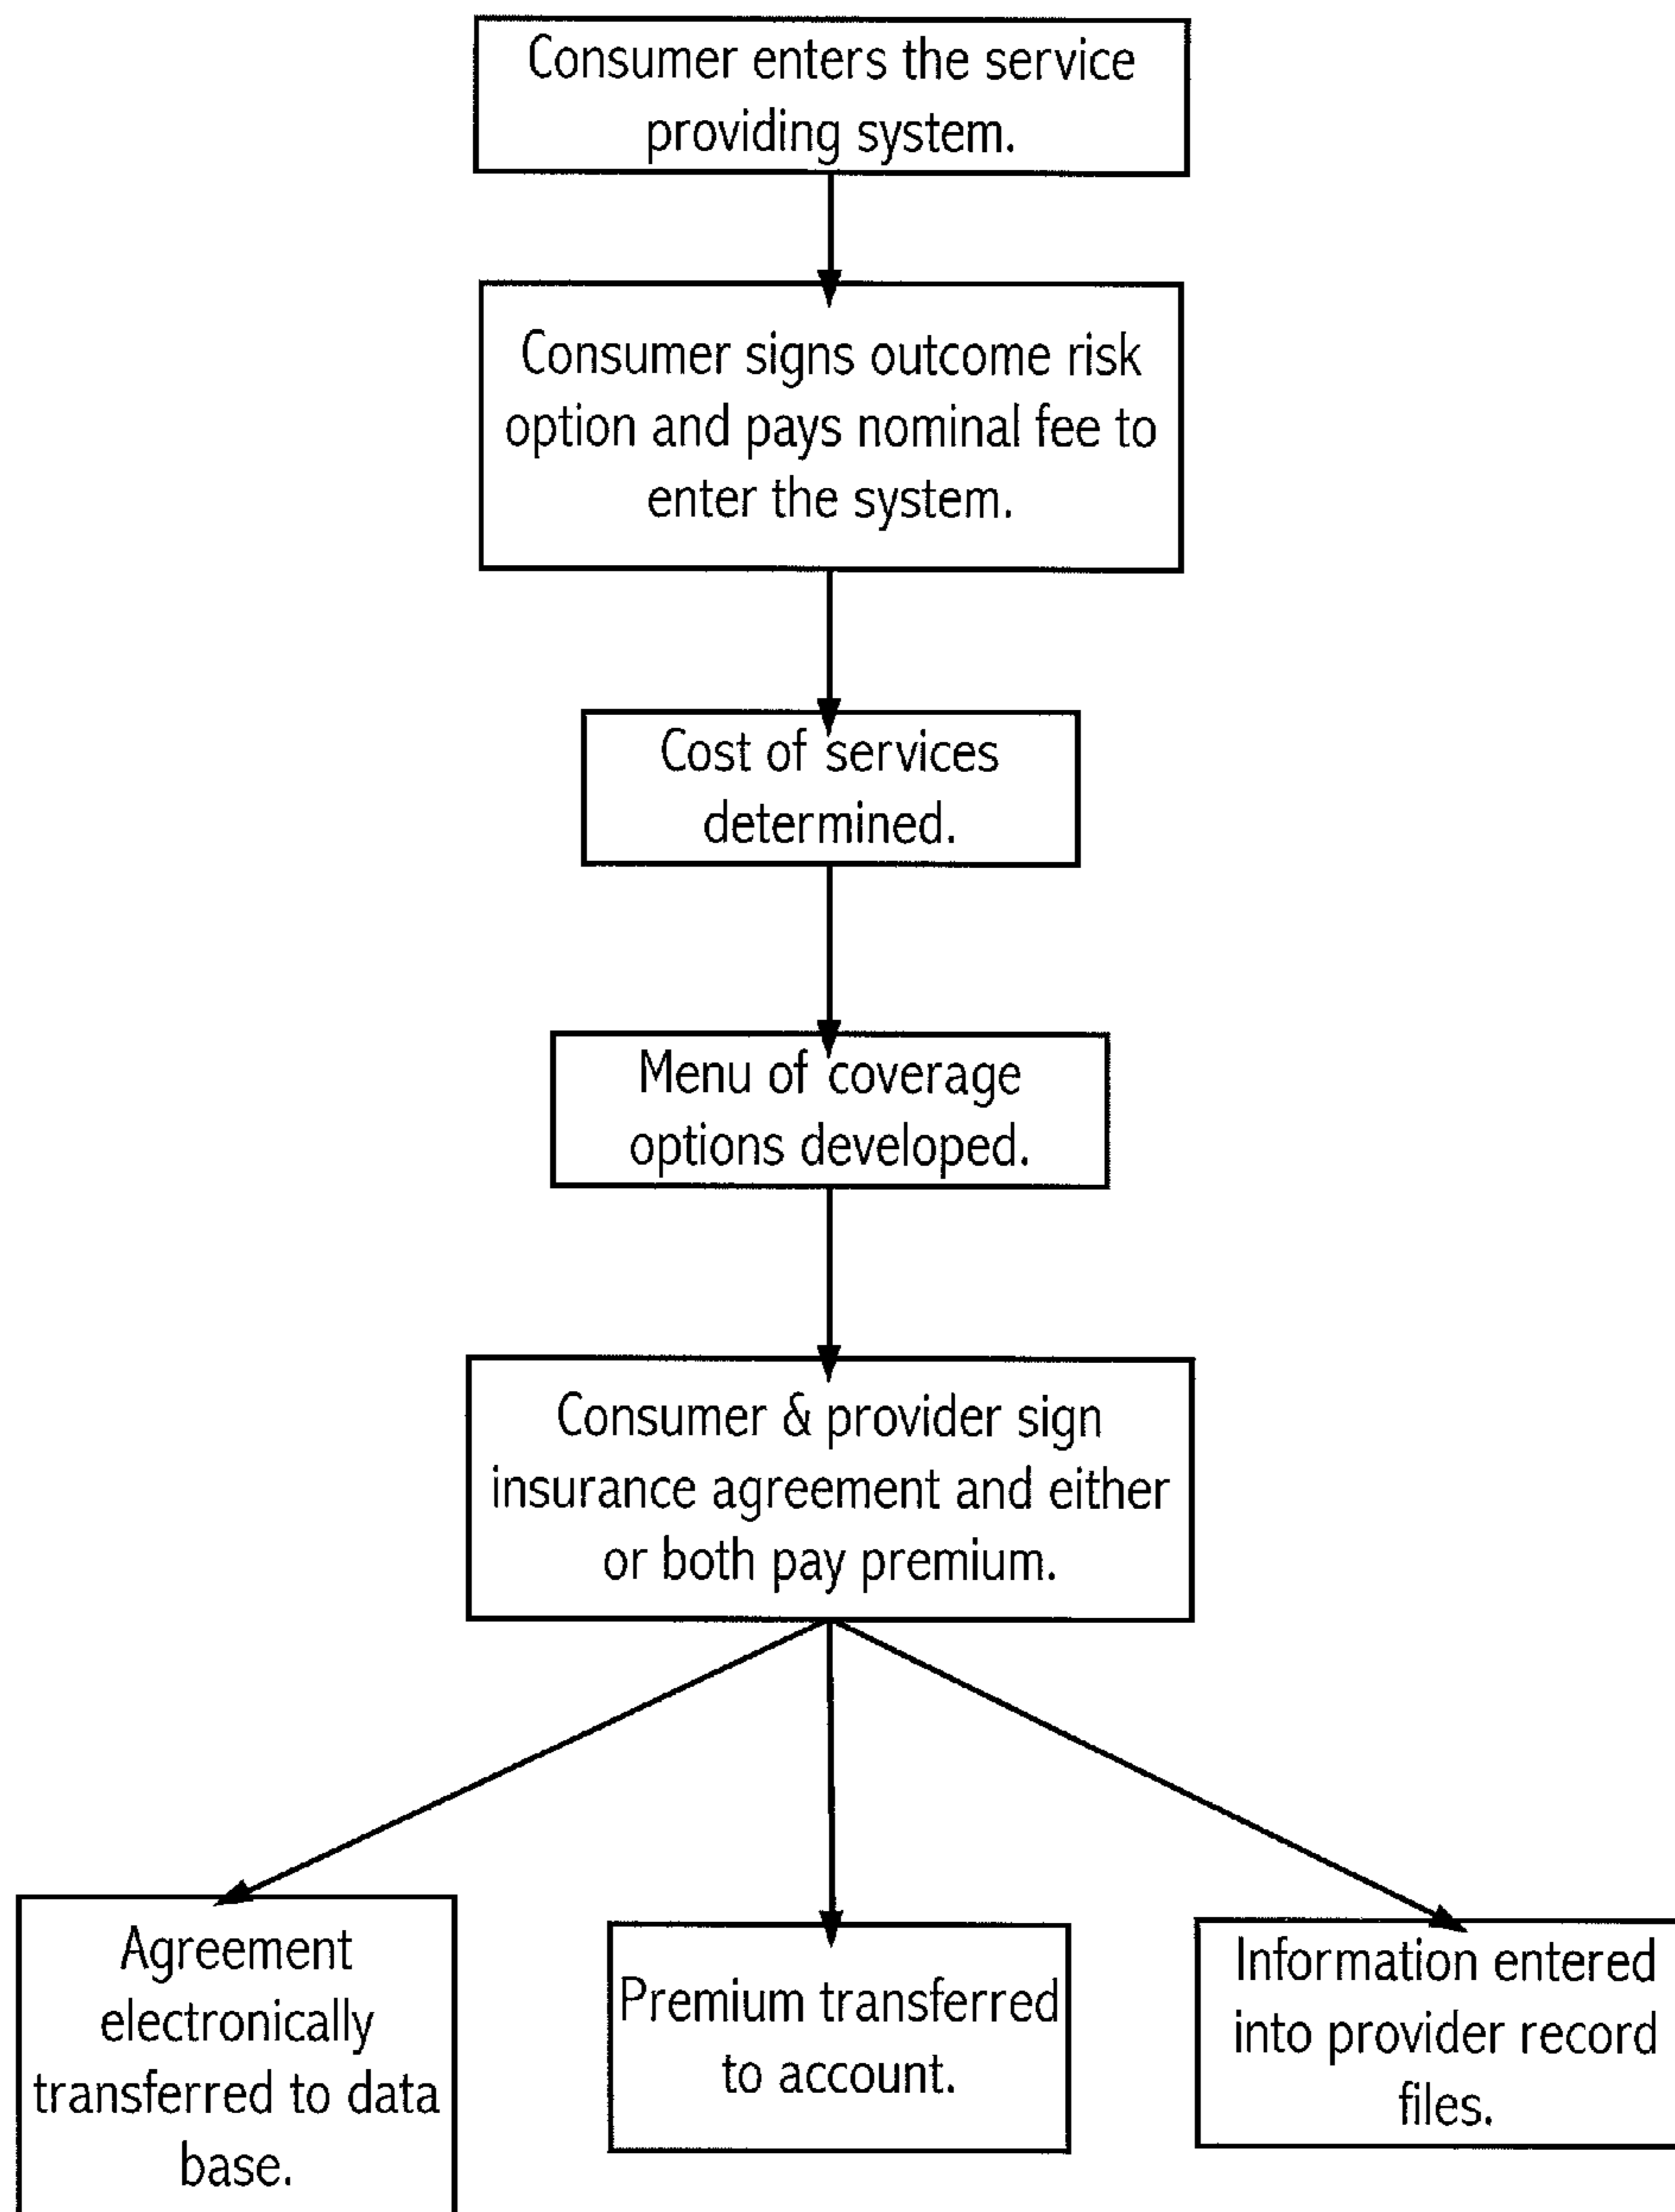 Consumer enters the service
providing system.
Consumer signs outcome risk
option and pays nominal fee to
enter the system.
Cost of services
determined.
Menu of coverage
options developed.
Consumer & provider sign
insurance agreement and either
or both pay premium.
Agreement
electronically
transferred to data
base.
Premium transferred
to account.
Information entered
into provider record
files.